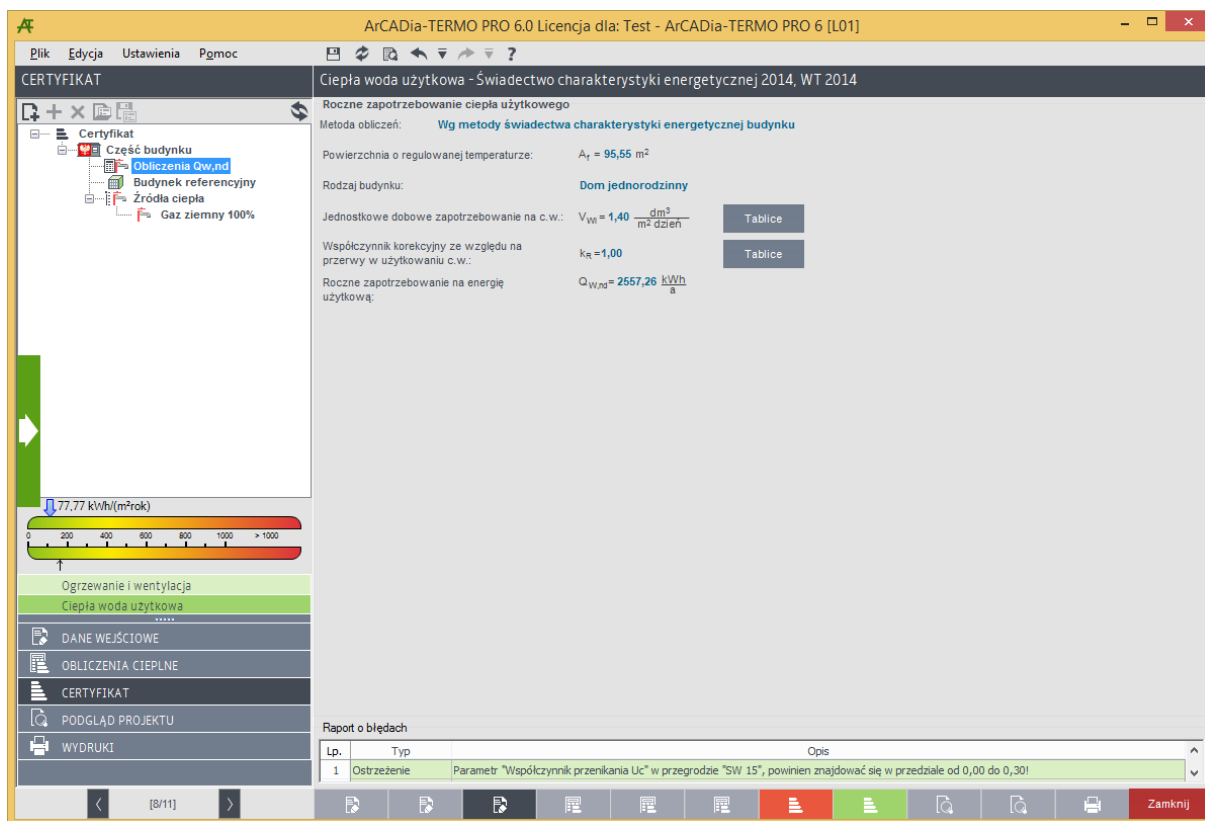 ArCADia-TERMO PRO 6.0 Licencja dla: Test - ArCADia-TERMO PRO 6 [L01]
Plik Edycja Ustawienia Pomoc
CERTYFIKAT
Certyfikat
Część budynku
Obliczenia Qw,nd
Budynek referencyjny
Źródła ciepła
Gaz ziemny 100%
77,77 kWh/(m²rok)
0 200 400 600 800 1000 > 1000
Ogrzewanie i wentylacja
Ciepła woda użytkowa
DANE WEJŚCIOWE
OBLICZENIA CIEPLNE
CERTYFIKAT
PODGLĄD PROJEKTU
WYDRUKI
[8/11]
Ciepła woda użytkowa - Świadectwo charakterystyki energetycznej 2014, WT 2014
Roczne zapotrzebowanie ciepła użytkowego
Metoda obliczeń: Wg metody świadectwa charakterystyki energetycznej budynku
Powierzchnia o regulowanej temperaturze: Af = 95,55 m²
Rodzaj budynku: Dom jednorodzinny
Jednostkowe dobowe zapotrzebowanie na c.w.: VWi = 1,40 dm³/m² dzień Tablice
Współczynnik korekcyjny ze względu na
przerwy w użytkowaniu c.w.: kR =1,00 Tablice
Roczne zapotrzebowanie na energię
użytkową: QW,nd = 2557,26 kWh/a
Raport o błędach
Lp. Typ Opis
1 Ostrzeżenie Parametr "Współczynnik przenikania Uc" w przegrodzie "SW 15", powinien znajdować się w przedziale od 0,00 do 0,30!
Zamknij